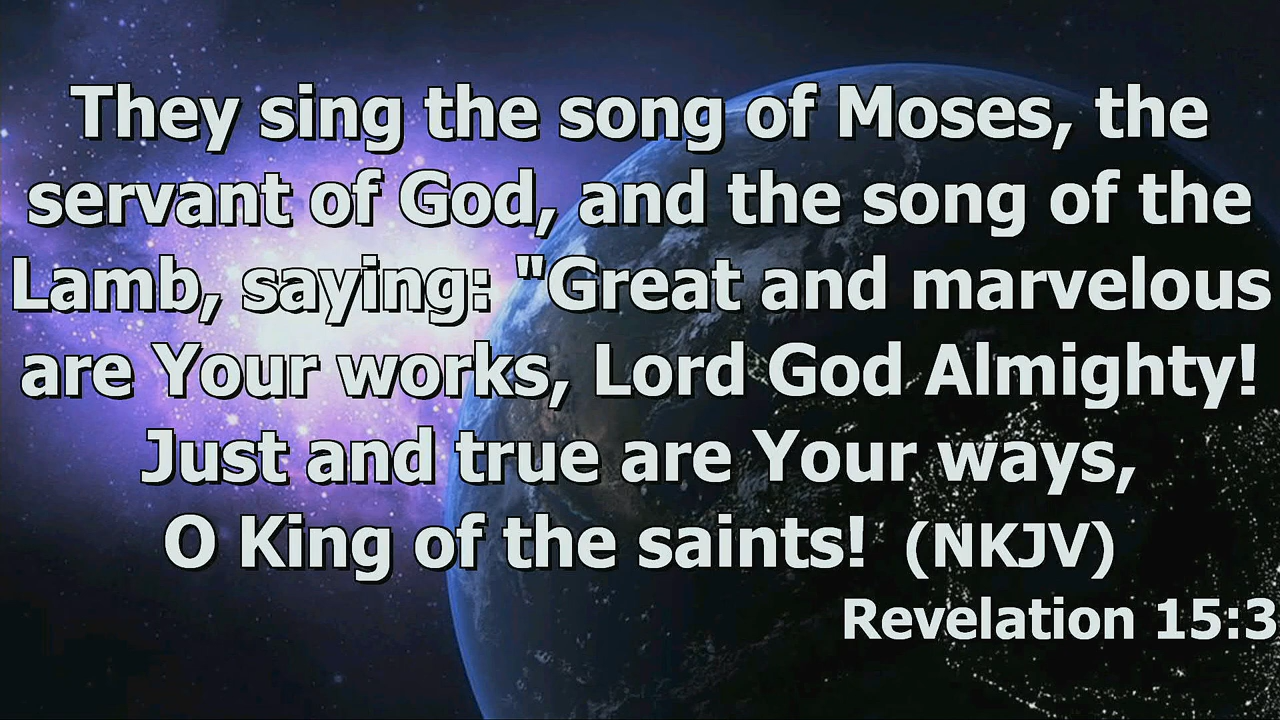 They sing the song of Moses, the
servant of God, and the song of the
Lamb, saying: "Great and marvelous
are Your works, Lord God Almighty!
Just and true are Your ways,
O King of the saints! (NKJV)
Revelation 15:3